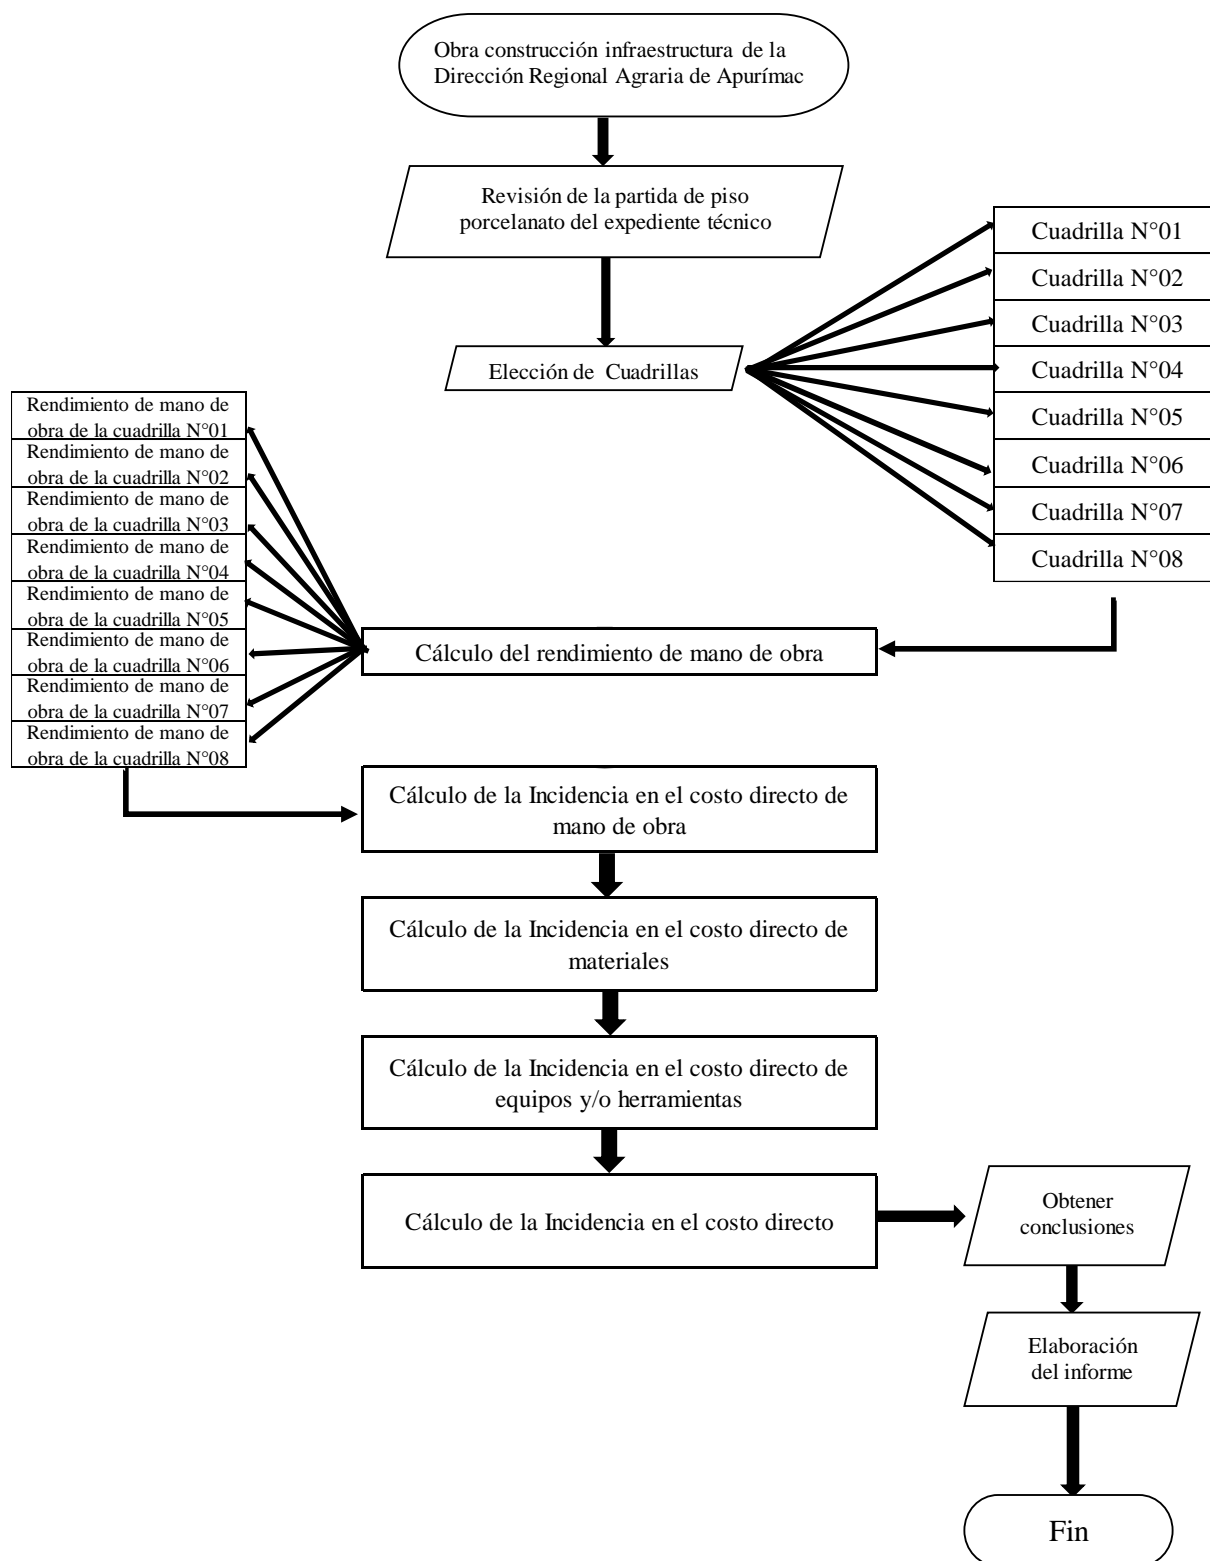 Obra construcción infraestructura de la
Dirección Regional Agraria de Apurímac
Revisión de la partida de piso
porcelanato del expediente técnico
Elección de Cuadrillas
Cuadrilla N°01
Cuadrilla N°02
Cuadrilla N°03
Cuadrilla N°04
Cuadrilla N°05
Cuadrilla N°06
Cuadrilla N°07
Cuadrilla N°08
Cálculo del rendimiento de mano de obra
Rendimiento de mano de
obra de la cuadrilla N°01
Rendimiento de mano de
obra de la cuadrilla N°02
Rendimiento de mano de
obra de la cuadrilla N°03
Rendimiento de mano de
obra de la cuadrilla N°04
Rendimiento de mano de
obra de la cuadrilla N°05
Rendimiento de mano de
obra de la cuadrilla N°06
Rendimiento de mano de
obra de la cuadrilla N°07
Rendimiento de mano de
obra de la cuadrilla N°08
Cálculo de la Incidencia en el costo directo de
mano de obra
Cálculo de la Incidencia en el costo directo de
materiales
Cálculo de la Incidencia en el costo directo de
equipos y/o herramientas
Cálculo de la Incidencia en el costo directo
Obtener
conclusiones
Elaboración
del informe
Fin